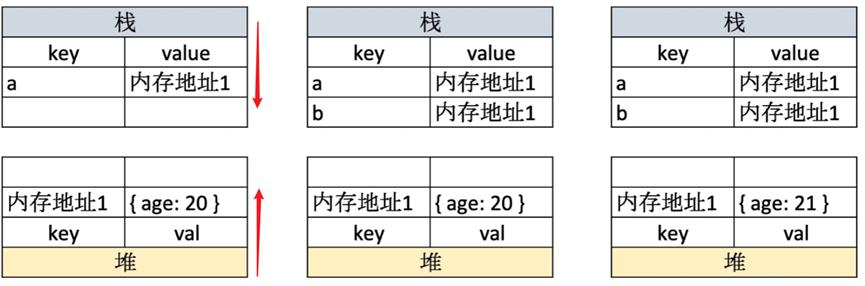 栈
key value
a 内存地址1
内存地址1 { age: 20 }
key val
堆
栈
key value
a 内存地址1
b 内存地址1
内存地址1 { age: 20 }
key val
堆
栈
key value
a 内存地址1
b 内存地址1
内存地址1 { age: 21 }
key val
堆